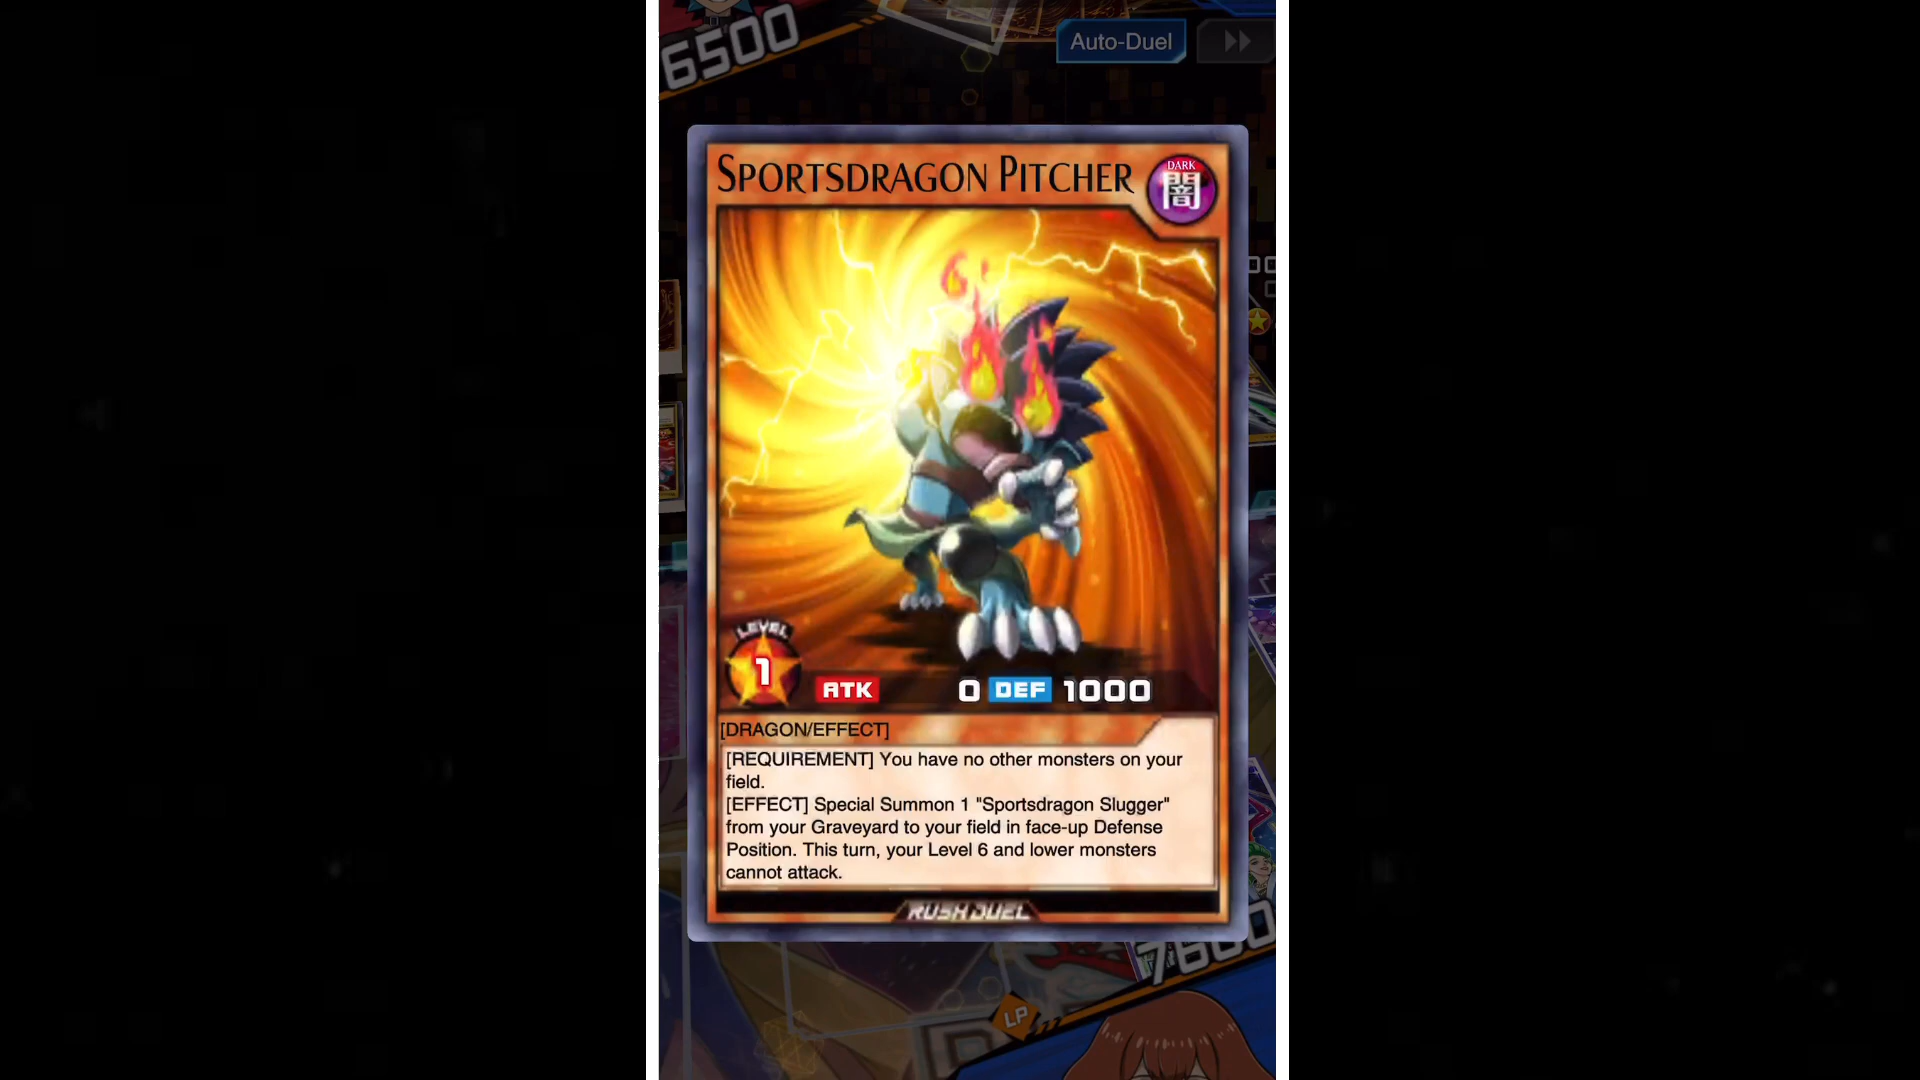 6500
Auto-Duel
SPORTSDRAGON PITCHER
DARK
闇
LEVEL
1
ATK 0 DEF 1000
[DRAGON/EFFECT]
[REQUIREMENT] You have no other monsters on your
field.
[EFFECT] Special Summon 1 "Sportsdragon Slugger"
from your Graveyard to your field in face-up Defense
Position. This turn, your Level 6 and lower monsters
cannot attack.
RUSH DUEL
7600
LP